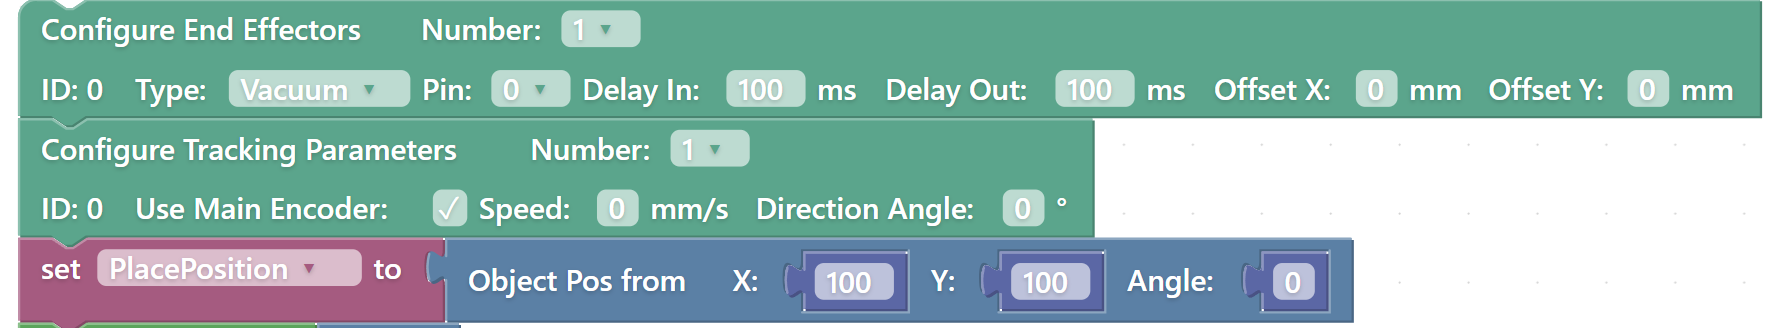 Configure End Effectors Number: 1
ID: 0 Type: Vacuum Pin: 0 Delay In: 100 ms Delay Out: 100 ms Offset X: 0 mm Offset Y: 0 mm
Configure Tracking Parameters Number: 1
ID: 0 Use Main Encoder: ✓ Speed: 0 mm/s Direction Angle: 0 °
set PlacePosition to Object Pos from X: 100 Y: 100 Angle: 0